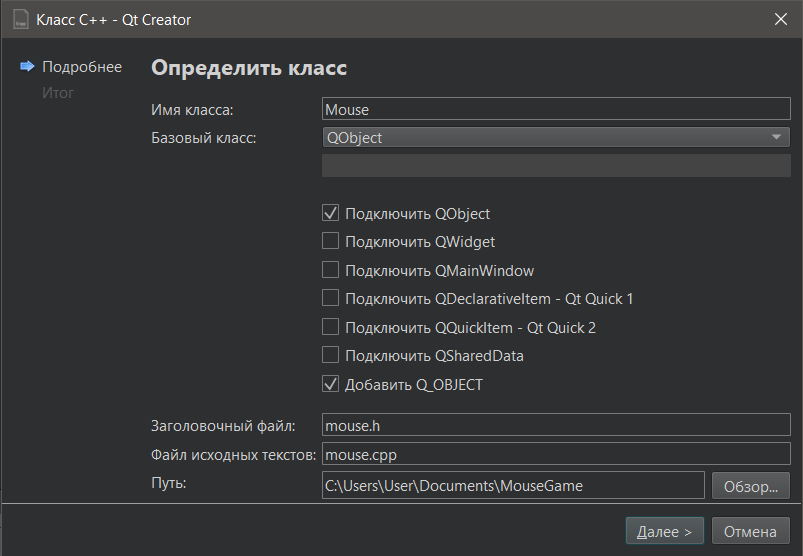 Класс C++ - Qt Creator
Подробнее
Итог
Определить класс
Имя класса: Mouse
Базовый класс: QObject
Подключить QObject
Подключить QWidget
Подключить QMainWindow
Подключить QDeclarativeItem - Qt Quick 1
Подключить QQuickItem - Qt Quick 2
Подключить QSharedData
Добавить Q_OBJECT
Заголовочный файл: mouse.h
Файл исходных текстов: mouse.cpp
Путь: C:\Users\User\Documents\MouseGame Обзор...
Далее > Отмена